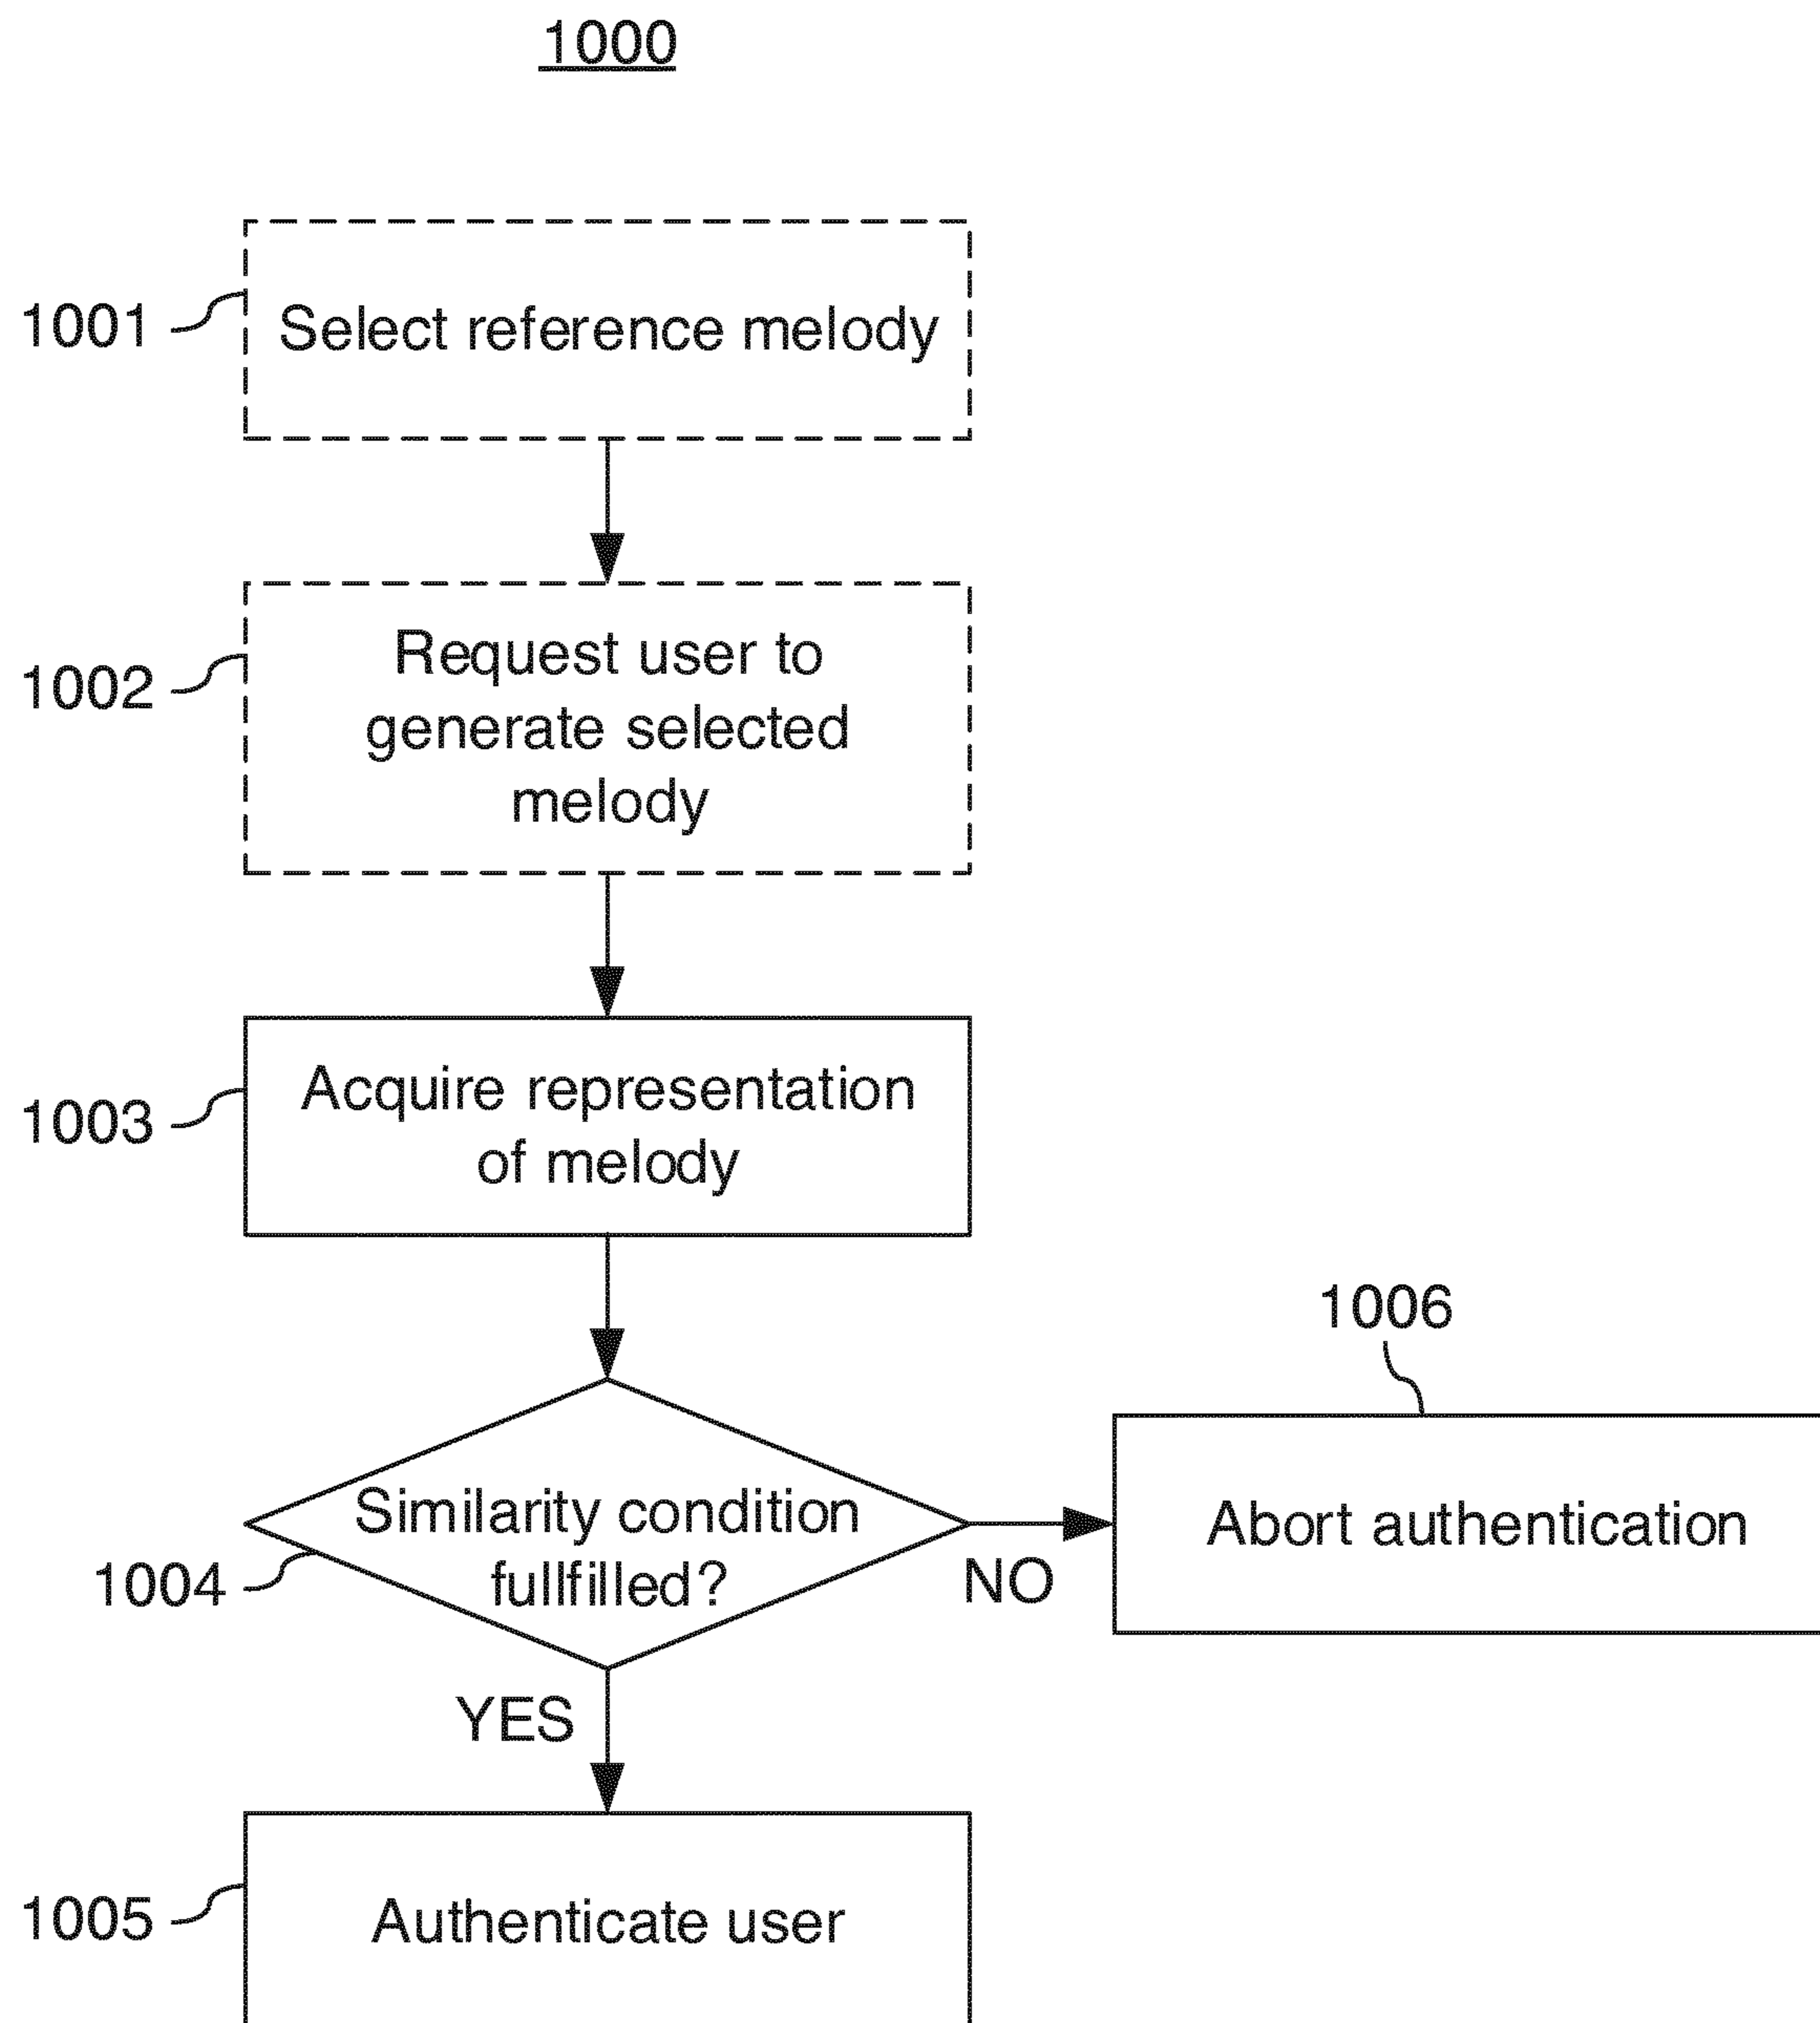 1000
1001
Select reference melody
1002
Request user to
generate selected
melody
1003
Acquire representation
of melody
1006
1004
Similarity condition
fullfilled?
NO
Abort authentication
YES
1005
Authenticate user